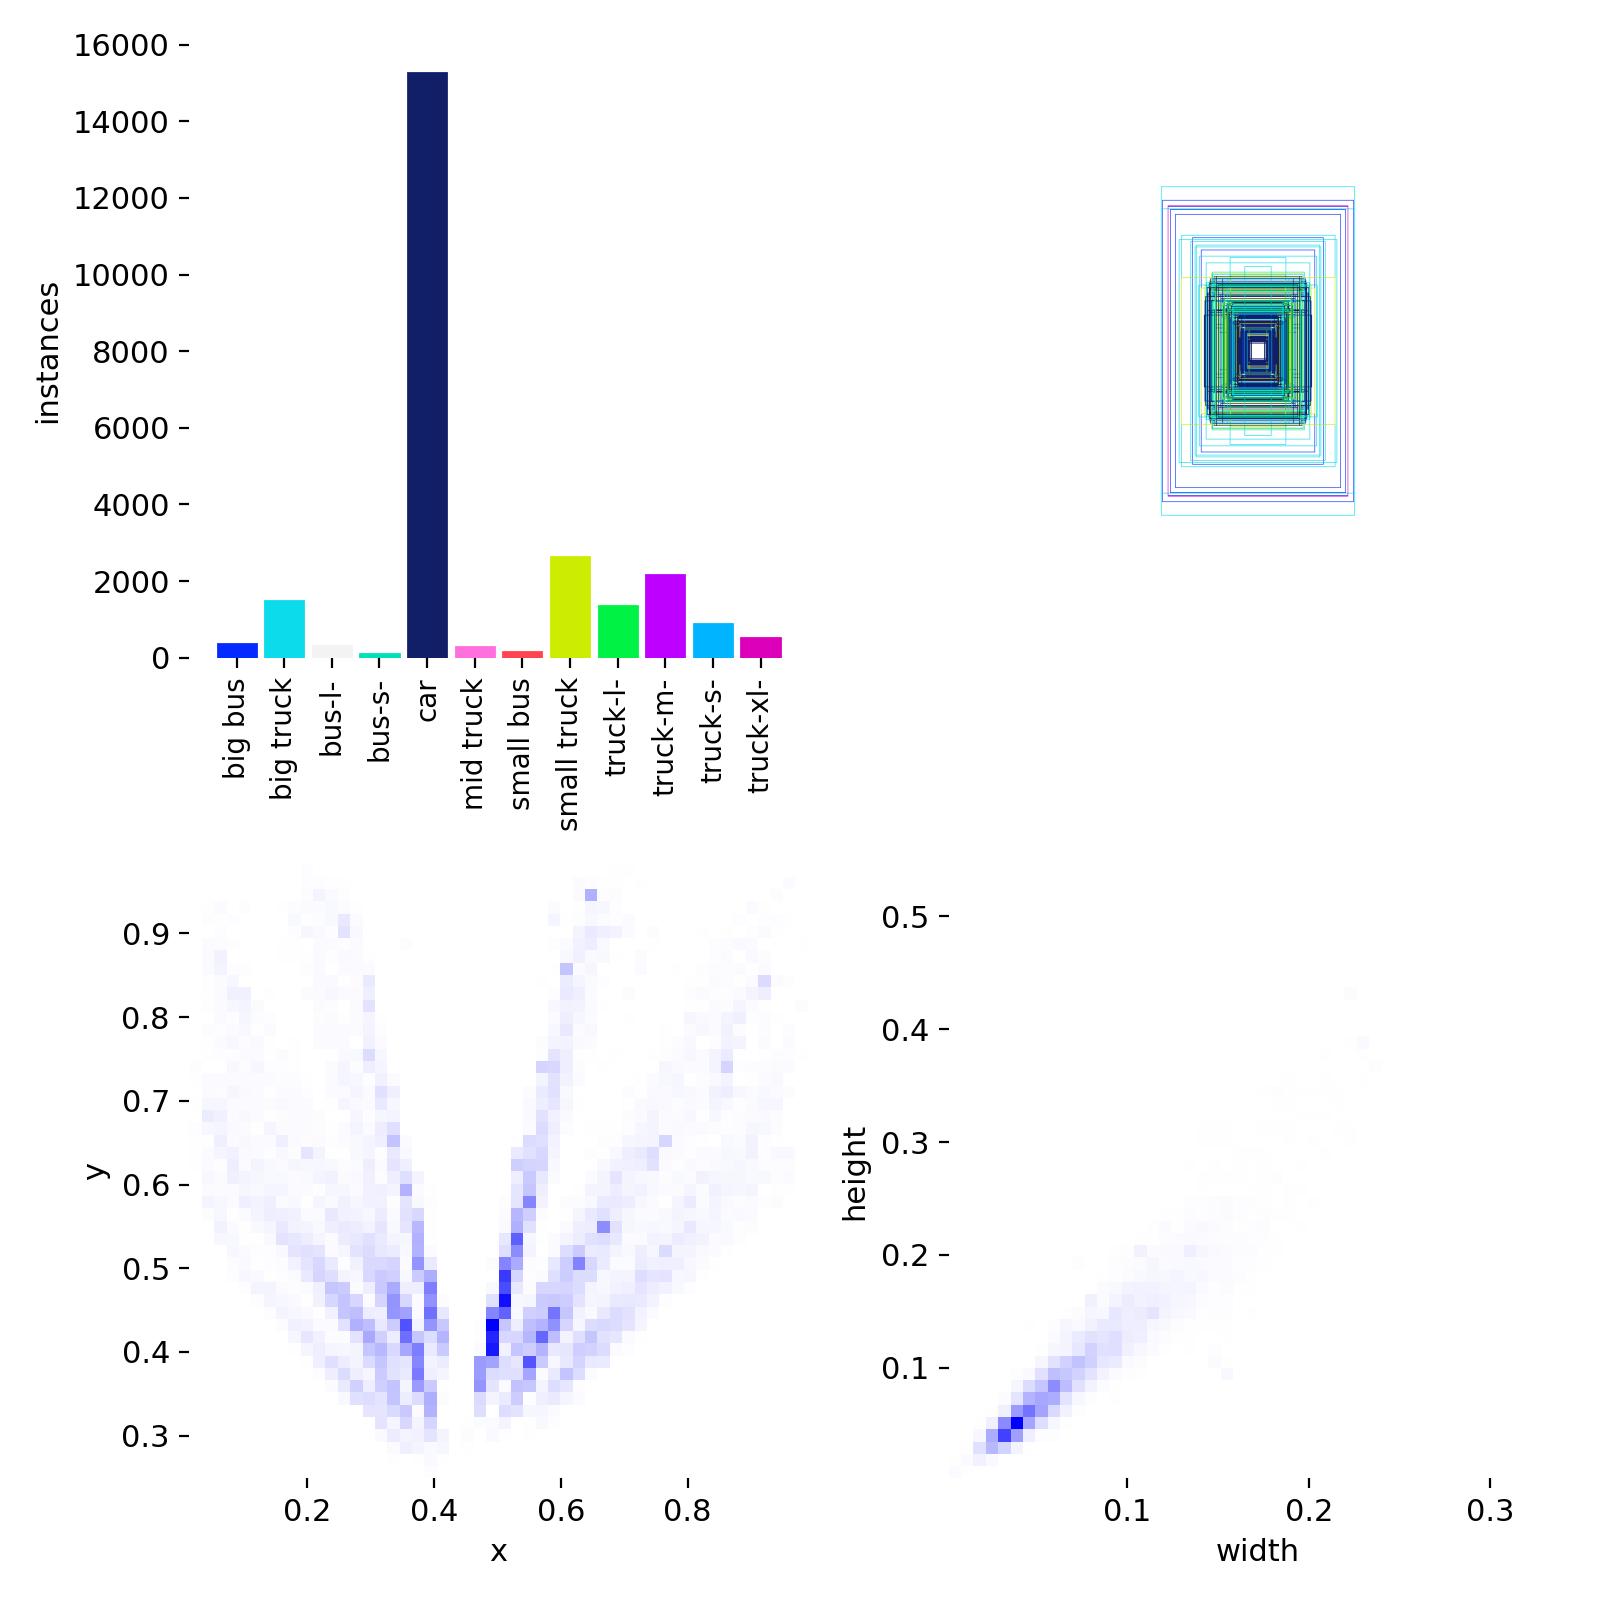 16000
14000
12000
10000
8000
6000
4000
2000
0
instances
big bus
big truck
bus-l-
bus-s-
car
mid truck
small bus
small truck
truck-l-
truck-m-
truck-s-
truck-xl-
0.9
0.8
0.7
0.6
0.5
0.4
0.3
y
0.2 0.4 0.6 0.8
x
0.5
0.4
0.3
0.2
0.1
height
0.1 0.2 0.3
width